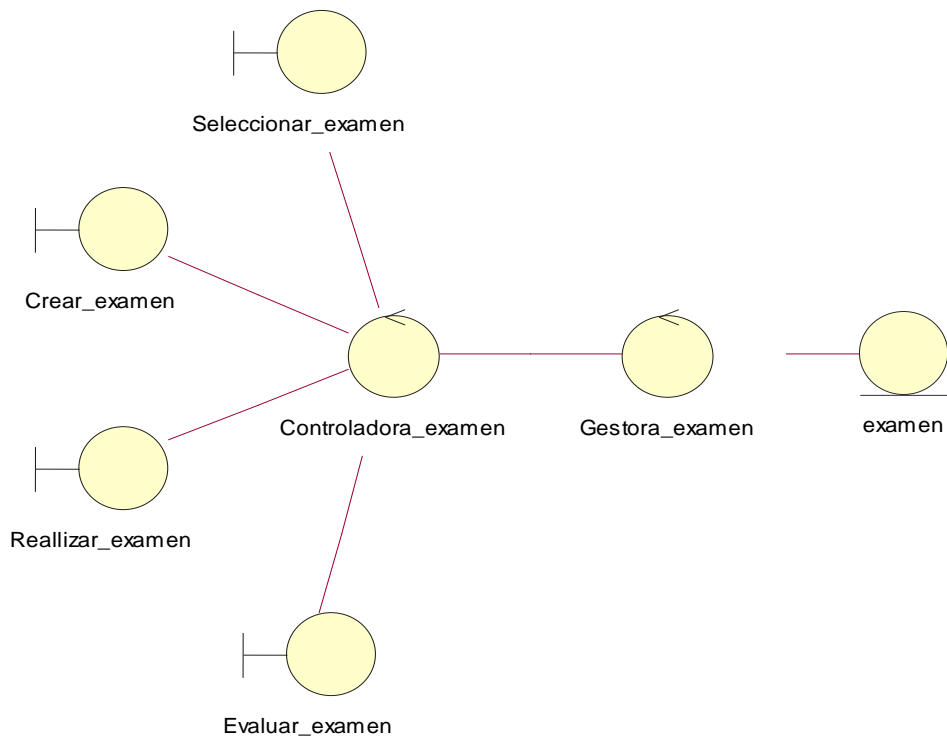 Seleccionar_examen
Crear_examen
Controladora_examen
Gestora_examen
examen
Reallizar_examen
Evaluar_examen